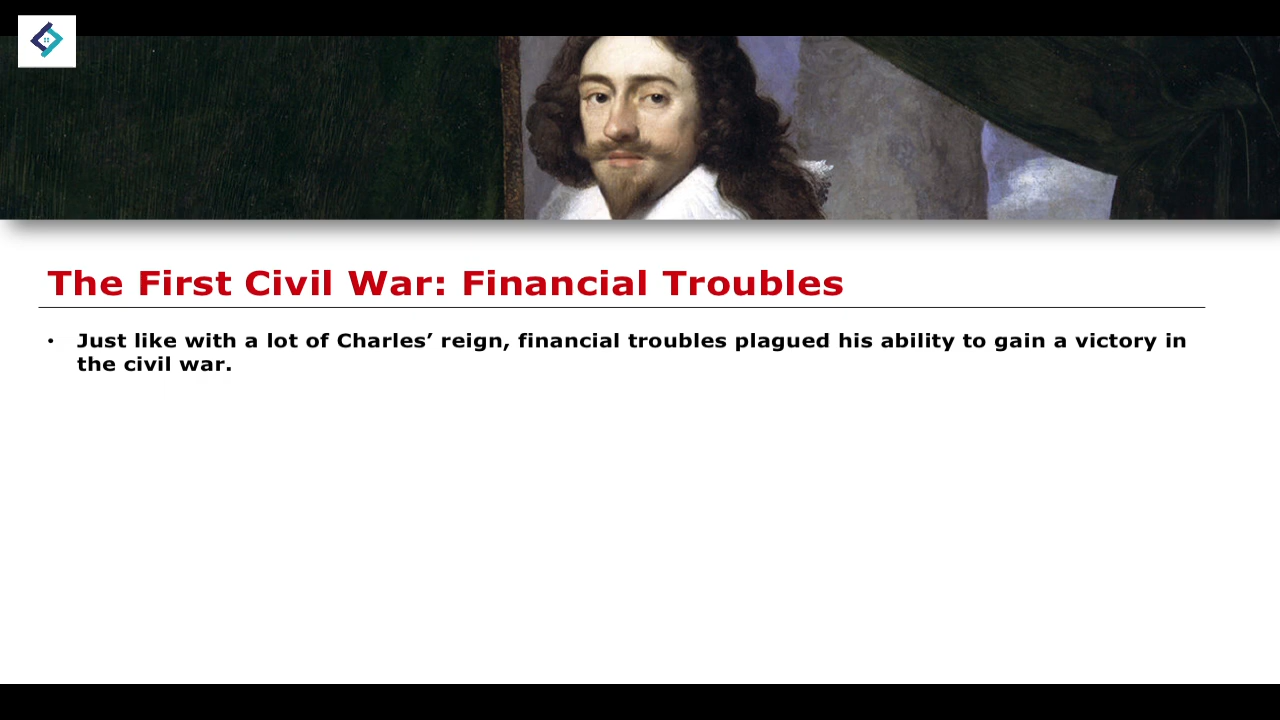 The First Civil War: Financial Troubles
• Just like with a lot of Charles’ reign, financial troubles plagued his ability to gain a victory in
the civil war.